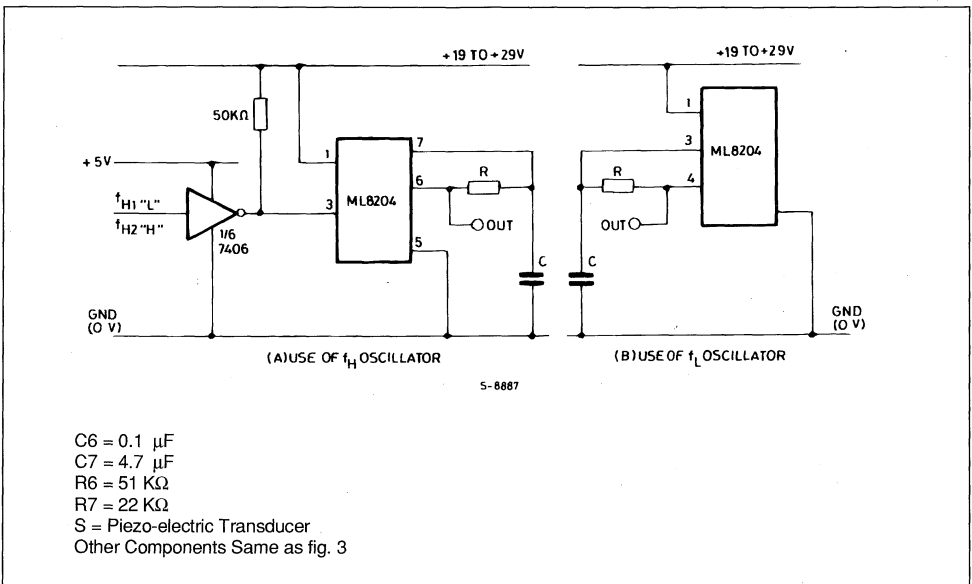 +19 TO +29V
+19 TO +29V
50KΩ
1
7
1
+ 5V
R
3
ML8204
6
R
ML8204
tH1 "L"
3
OUT
4
OUT
tH2 "H"
1/6
7406
5
C
C
GND
(0 V)
GND
(0 V)
(A) USE OF fH OSCILLATOR
(B) USE OF fL OSCILLATOR
S-8887
C6 = 0.1 μF
C7 = 4.7 μF
R6 = 51 KΩ
R7 = 22 KΩ
S = Piezo-electric Transducer
Other Components Same as fig. 3